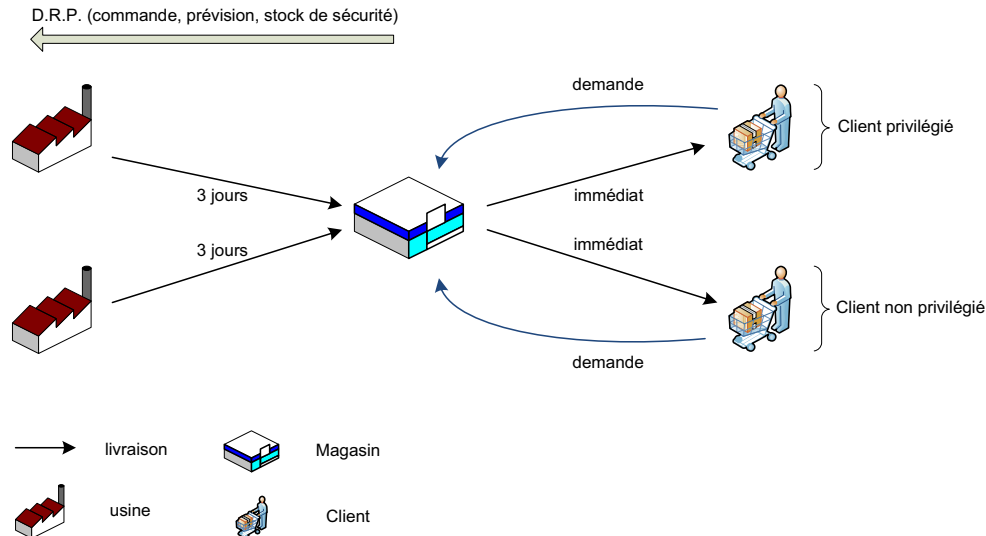 D.R.P. (commande, prévision, stock de sécurité)
demande
Client privilégié
3 jours
immédiat
3 jours
immédiat
Client non privilégié
demande
livraison
Magasin
usine
Client